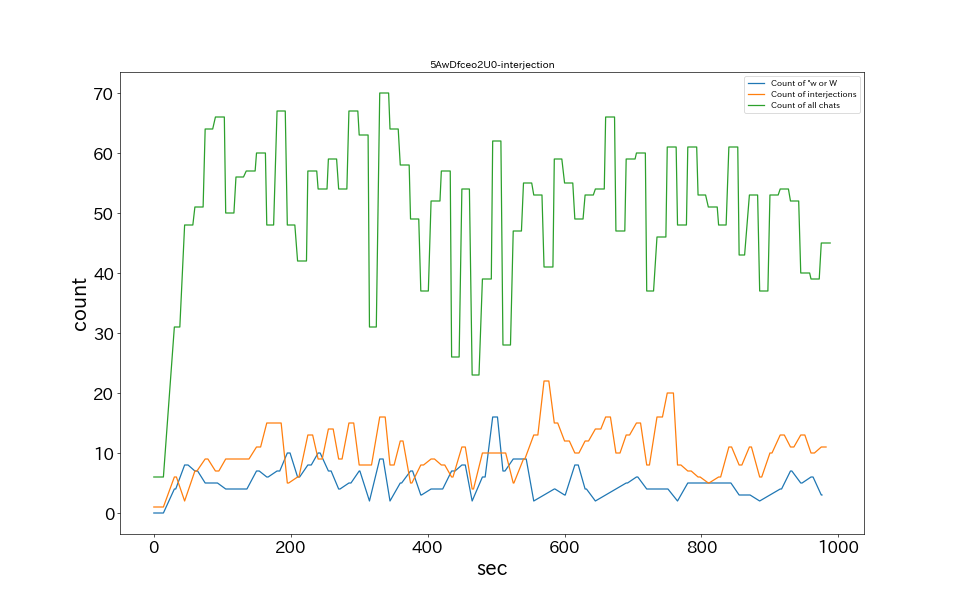 5AwDfceo2U0-interjection
Count of "w or W
Count of interjections
Count of all chats
70
60
50
40
30
20
10
0
count
0 200 400 600 800 1000
sec